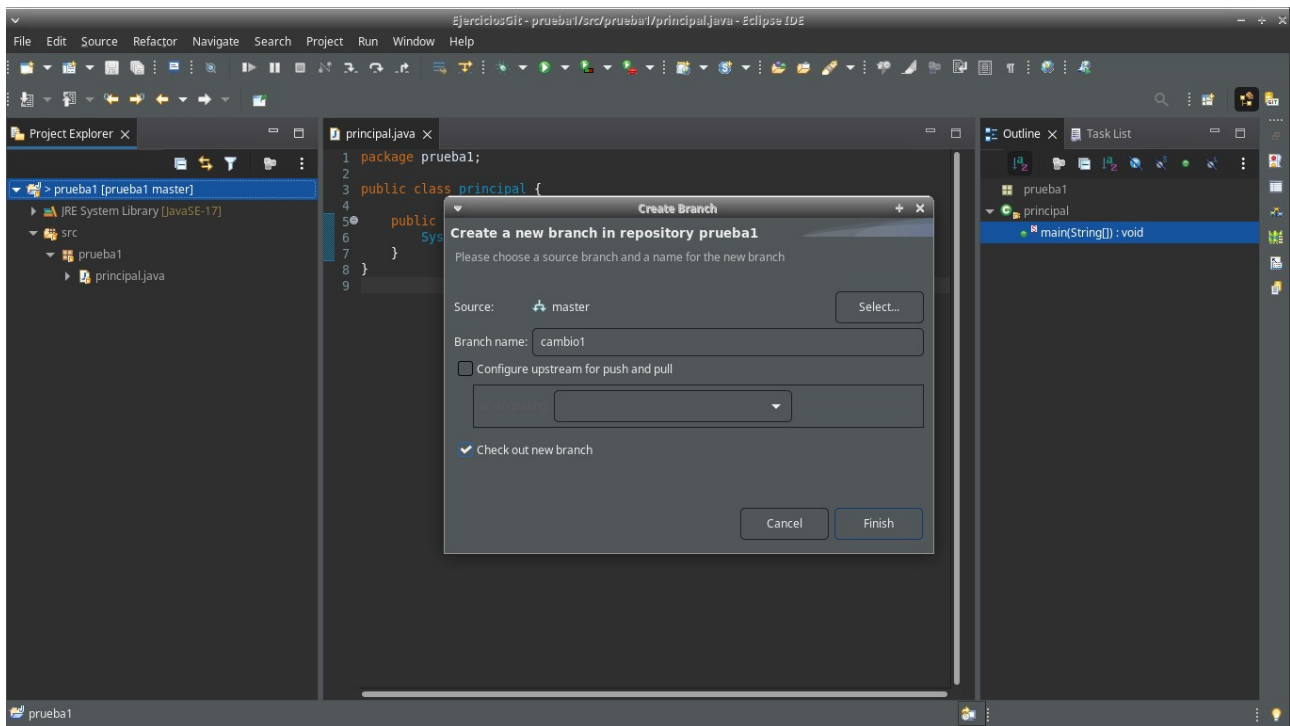 EjerciciosGit - prueba1/src/prueba1/principal.java - Eclipse IDE
File Edit Source Refactor Navigate Search Project Run Window Help
Project Explorer
principal.java
Outline
Task List
> prueba1 [prueba1 master]
JRE System Library [JavaSE-17]
src
prueba1
principal.java
1 package prueba1;
2
3 public class principal {
4
5 public
6 Sys
7 }
8 }
9
Create Branch
Create a new branch in repository prueba1
Please choose a source branch and a name for the new branch
Source: master Select...
Branch name: cambio1
Configure upstream for push and pull
Check out new branch
Cancel Finish
prueba1
principal
main(String[]) : void
prueba1